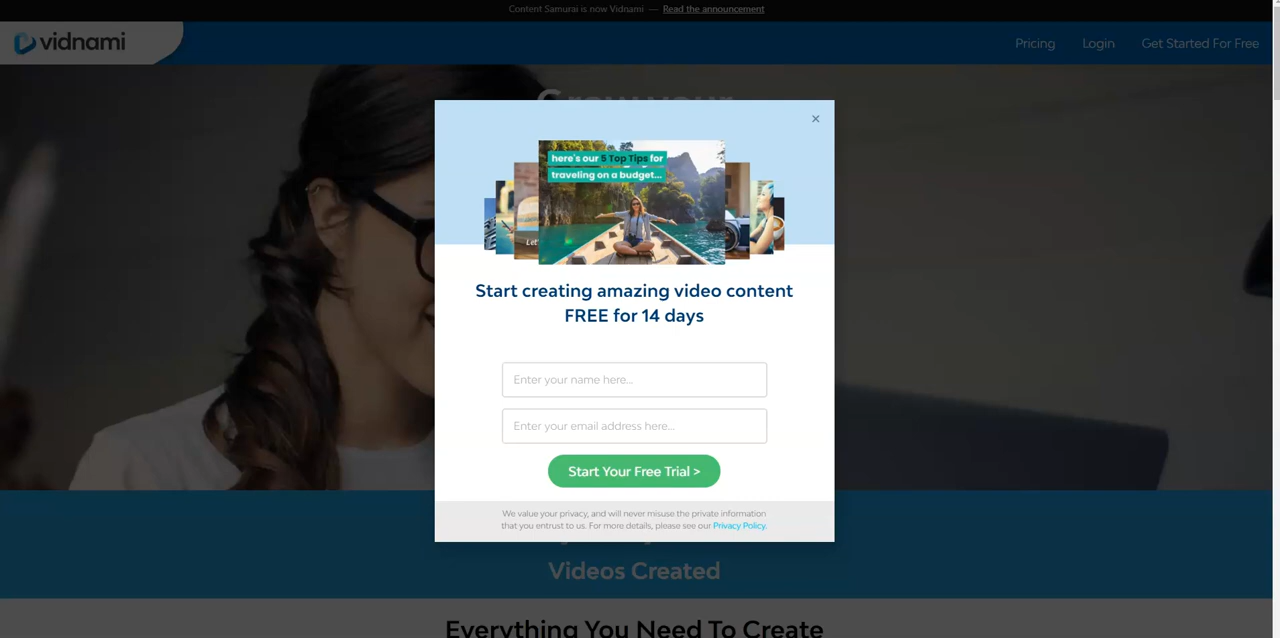 Content Samurai is now Vidnami — Read the announcement
vidnami
Pricing
Login
Get Started For Free
Grow your
×
here's our 5 Top Tips for
traveling on a budget...
Let'
Start creating amazing video content
FREE for 14 days
Enter your name here...
Enter your email address here...
Start Your Free Trial >
We value your privacy, and will never misuse the private information
that you entrust to us. For more details, please see our Privacy Policy.
Videos Created
Everything You Need To Create